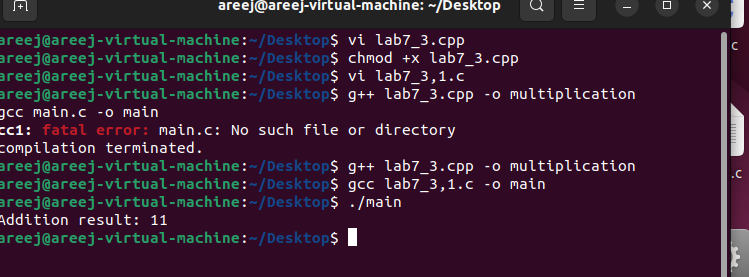 areej@areej-virtual-machine: ~/Desktop
areej@areej-virtual-machine:~/Desktop$ vi lab7_3.cpp
areej@areej-virtual-machine:~/Desktop$ chmod +x lab7_3.cpp
areej@areej-virtual-machine:~/Desktop$ vi lab7_3,1.c
areej@areej-virtual-machine:~/Desktop$ g++ lab7_3.cpp -o multiplication
gcc main.c -o main
cc1: fatal error: main.c: No such file or directory
compilation terminated.
areej@areej-virtual-machine:~/Desktop$ g++ lab7_3.cpp -o multiplication
areej@areej-virtual-machine:~/Desktop$ gcc lab7_3,1.c -o main
areej@areej-virtual-machine:~/Desktop$ ./main
Addition result: 11
areej@areej-virtual-machine:~/Desktop$
c
.c